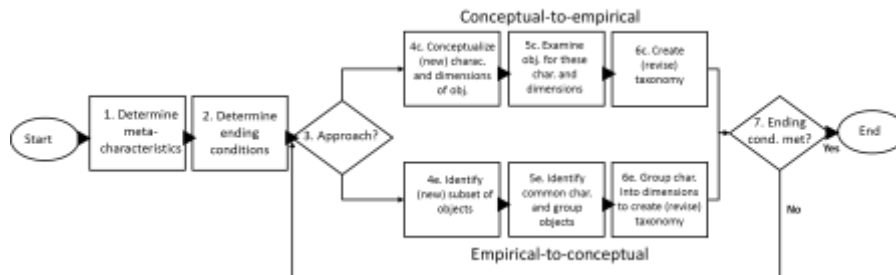 Conceptual-to-empirical
4c. Conceptualize
(new) charac.
and dimensions
of obj.
5c. Examine
obj. for these
char. and
dimensions
6c. Create
(revise)
taxonomy
Start
1. Determine
meta-
characteristics
2. Determine
ending
conditions
3. Approach?
7. Ending
cond. met?
Yes
End
4e. Identify
(new) subset of
objects
5e. Identify
common char.
and group
objects
6e. Group char.
Into dimensions
to create (revise)
taxonomy
No
Empirical-to-conceptual